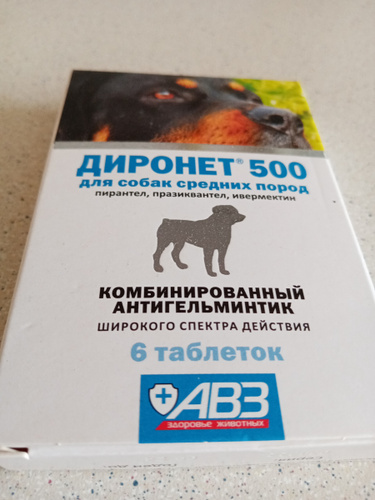 ДИРОНЕТ® 500
для собак средних пород
пирантел, празиквантел, ивермектин
КОМБИНИРОВАННЫЙ
АНТИГЕЛЬМИНТИК
ШИРОКОГО СПЕКТРА ДЕЙСТВИЯ
6 таблеток
АВЗ
здоровье животных